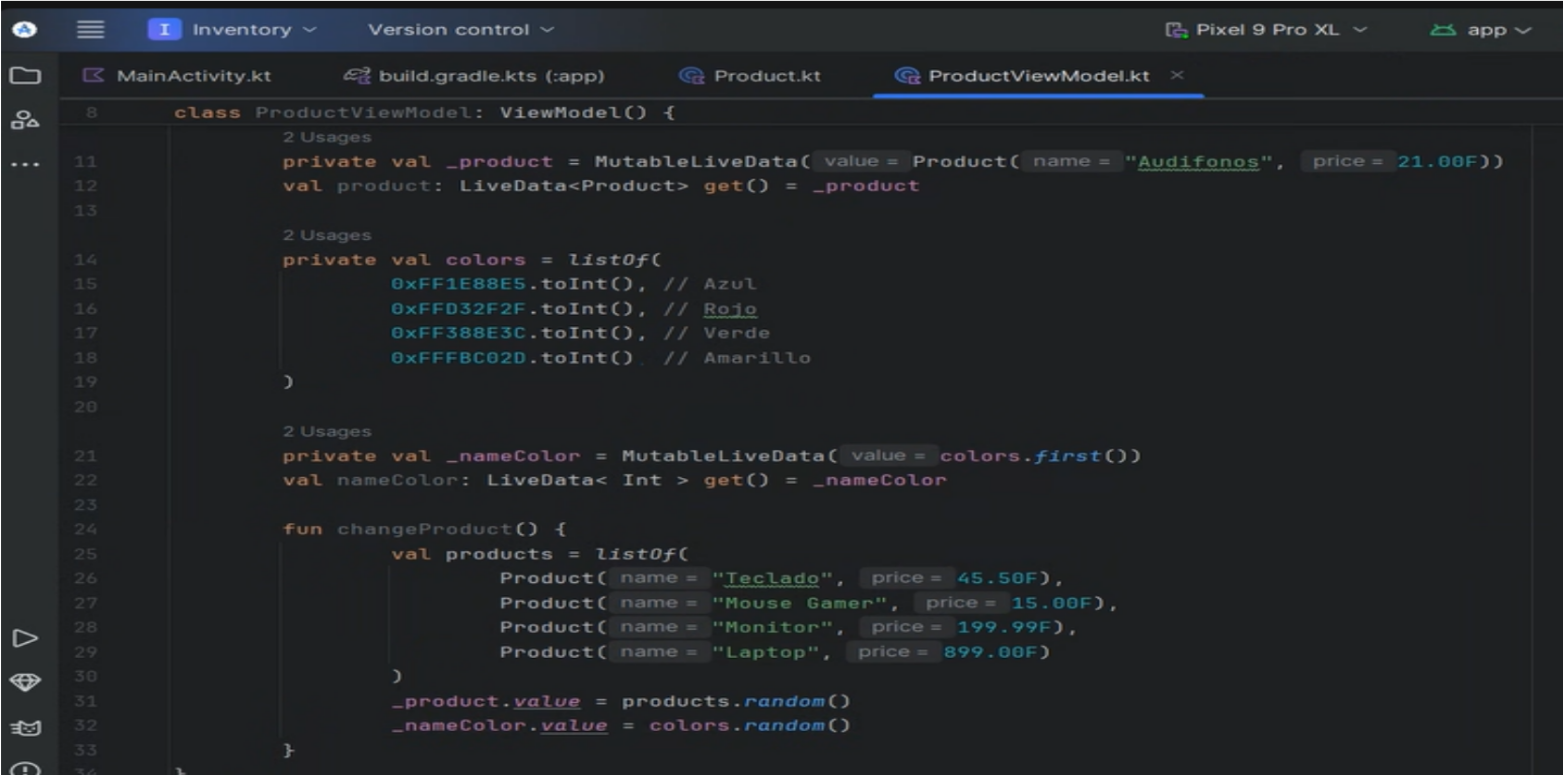 I Inventory Version control Pixel 9 Pro XL app
MainActivity.kt build.gradle.kts (:app) Product.kt ProductViewModel.kt ×
8 class ProductViewModel: ViewModel() {
2 Usages
11 private val _product = MutableLiveData( value = Product( name = "Audifonos", price = 21.00F))
12 val product: LiveData<Product> get() = _product
13
2 Usages
14 private val colors = listOf(
15 0xFF1E88E5.toInt(), // Azul
16 0xFFD32F2F.toInt(), // Rojo
17 0xFF388E3C.toInt(), // Verde
18 0xFFFBC02D.toInt() // Amarillo
19 )
20
2 Usages
21 private val _nameColor = MutableLiveData( value = colors.first())
22 val nameColor: LiveData< Int > get() = _nameColor
23
24 fun changeProduct() {
25 val products = listOf(
26 Product( name = "Teclado", price = 45.50F),
27 Product( name = "Mouse Gamer", price = 15.00F),
28 Product( name = "Monitor", price = 199.99F),
29 Product( name = "Laptop", price = 899.00F)
30 )
31 _product.value = products.random()
32 _nameColor.value = colors.random()
33 }
34 }